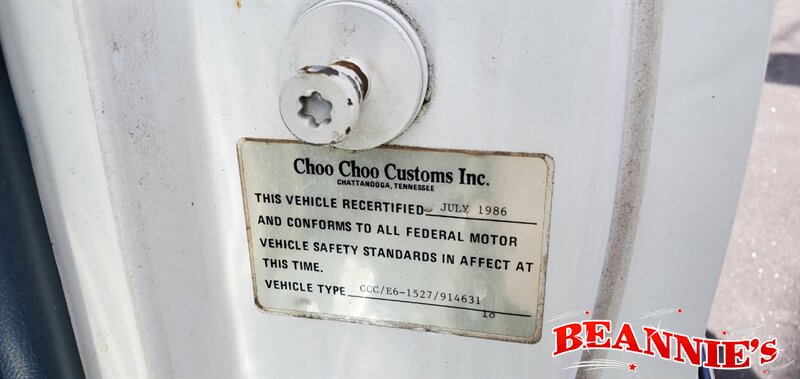 Choo Choo Customs Inc.
CHATTANOOGA, TENNESSEE
THIS VEHICLE RECERTIFIED JULY 1986
AND CONFORMS TO ALL FEDERAL MOTOR
VEHICLE SAFETY STANDARDS IN AFFECT AT
THIS TIME.
VEHICLE TYPE CCC/E6-1527/914631
18
BEANNIE's